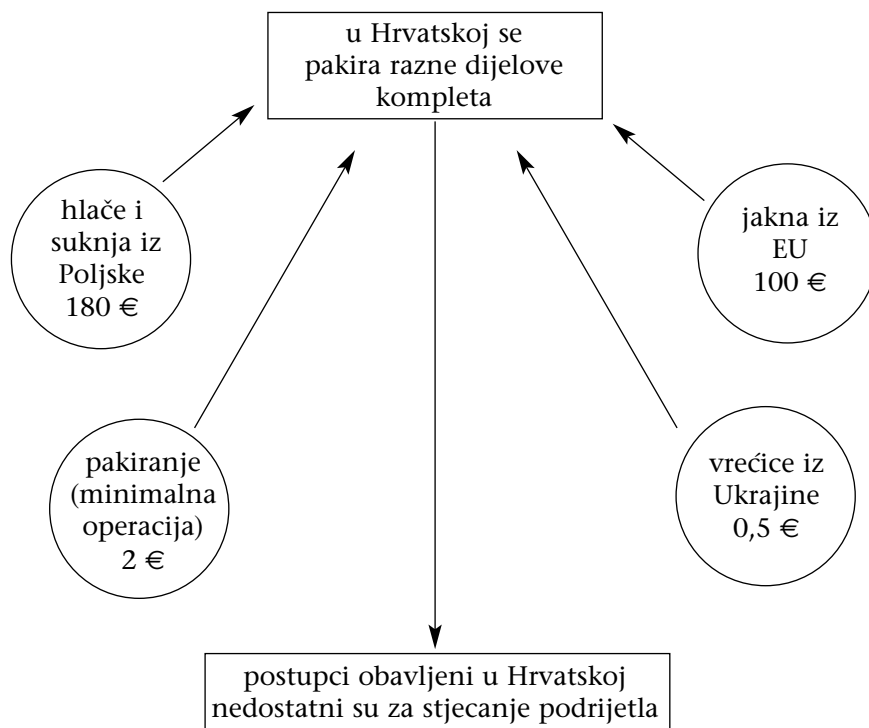 u Hrvatskoj se
pakira razne dijelove
kompleta
hlače i
suknja iz
Poljske
180 €
jakna iz
EU
100 €
pakiranje
(minimalna
operacija)
2 €
vrećice iz
Ukrajine
0,5 €
postupci obavljeni u Hrvatskoj
nedostatni su za stjecanje podrijetla